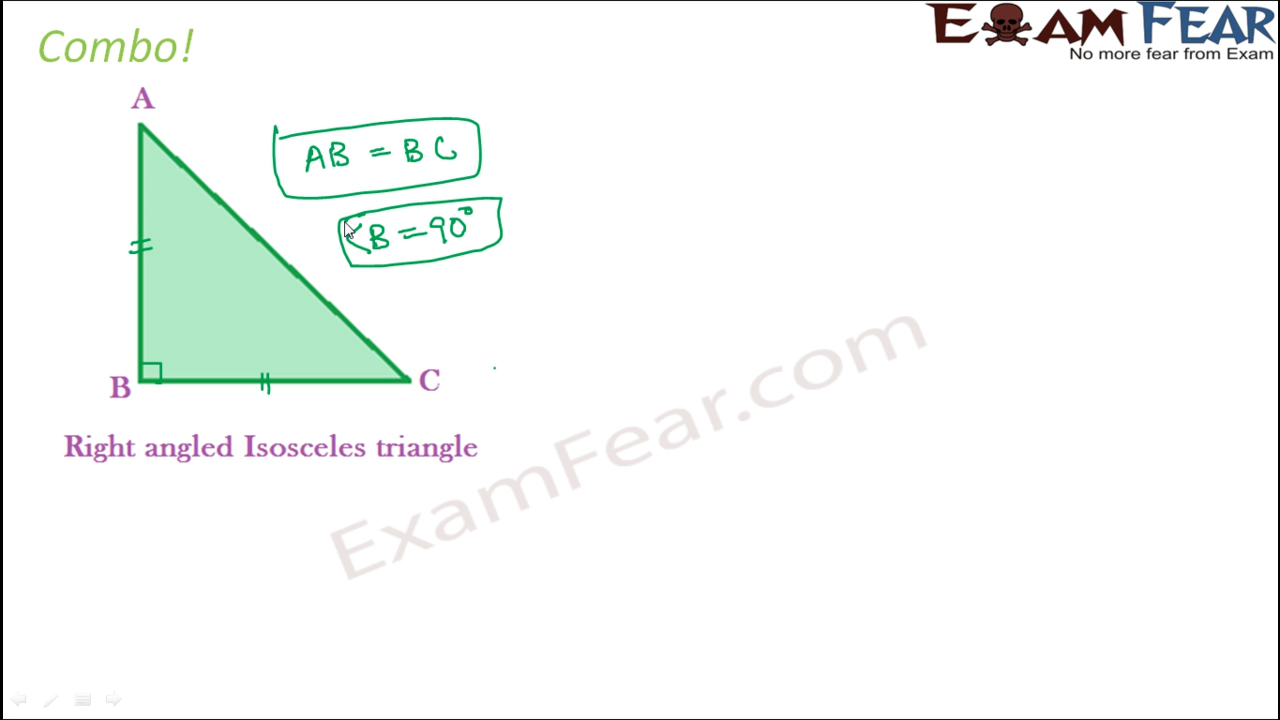 Combo!
EXAM FEAR
No more fear from Exam
A
AB = BC
∠B = 90°
B
C
Right angled Isosceles triangle
ExamFear.com